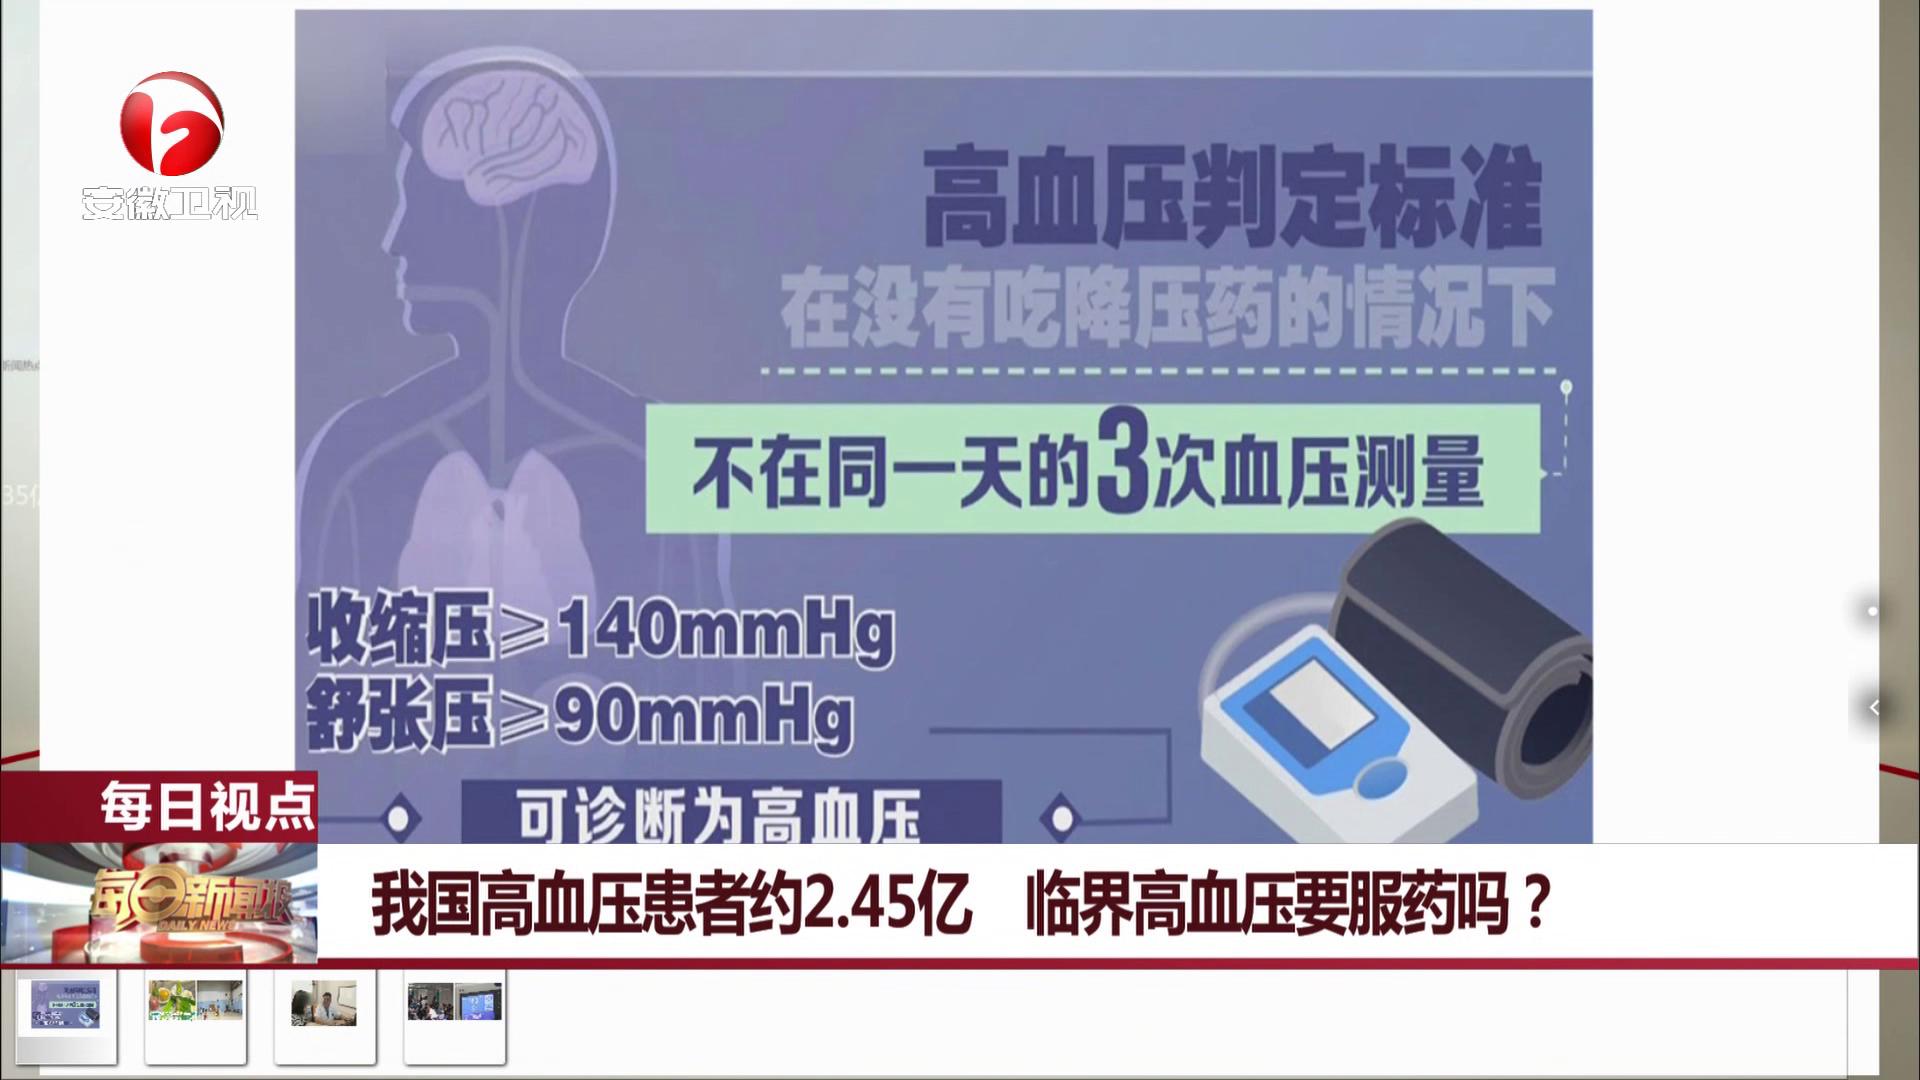 安徽卫视
高血压判定标准
在没有吃降压药的情况下
不在同一天的3次血压测量
收缩压≥140mmHg
舒张压≥90mmHg
可诊断为高血压
每日视点
每日新闻报
DAILY NEWS
我国高血压患者约2.45亿 临界高血压要服药吗？